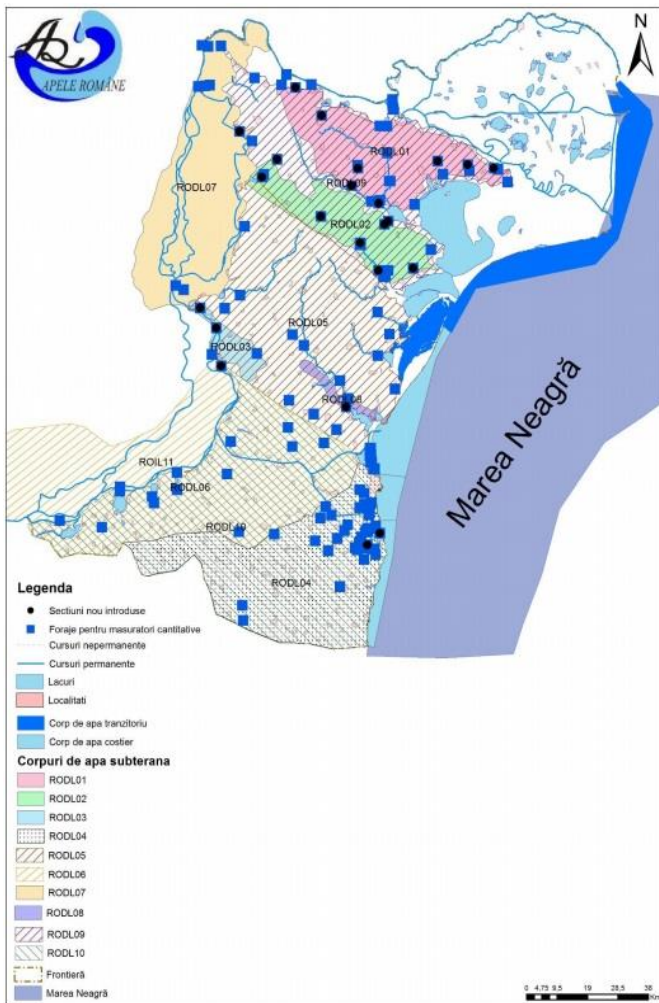 APELE ROMÂNE
N
RODL01
RODL07
RODL09
RODL02
RODL05
RODL03
RODL08
Marea Neagră
ROIL11
RODL06
RODL10
RODL04
Legenda
Sectiuni nou introduse
Foraje pentru masuratori cantitative
Cursuri nepermanente
Cursuri permanente
Lacuri
Localitati
Corp de apa tranzitoriu
Corp de apa costier
Corpuri de apa subterana
RODL01
RODL02
RODL03
RODL04
RODL05
RODL06
RODL07
RODL08
RODL09
RODL10
Frontieră
Marea Neagră
0 4,75 9,5 19 28,5 38